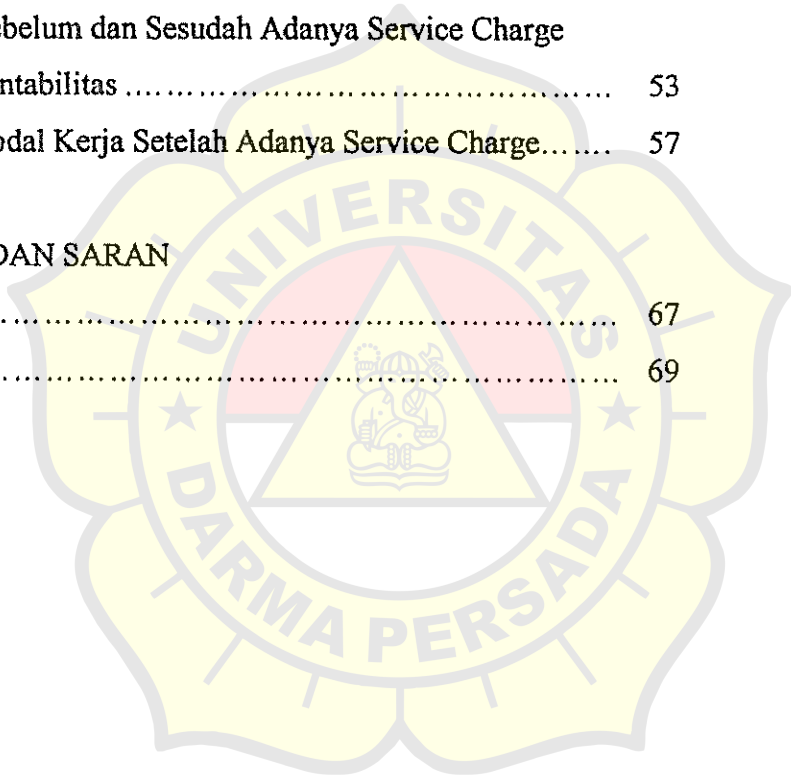 ebelum dan Sesudah Adanya Service Charge
ntabilitas ................................................ 53
odal Kerja Setelah Adanya Service Charge....... 57
DAN SARAN
................................................ 67
................................................ 69
UNIVERSITAS
DARMA PERSADA